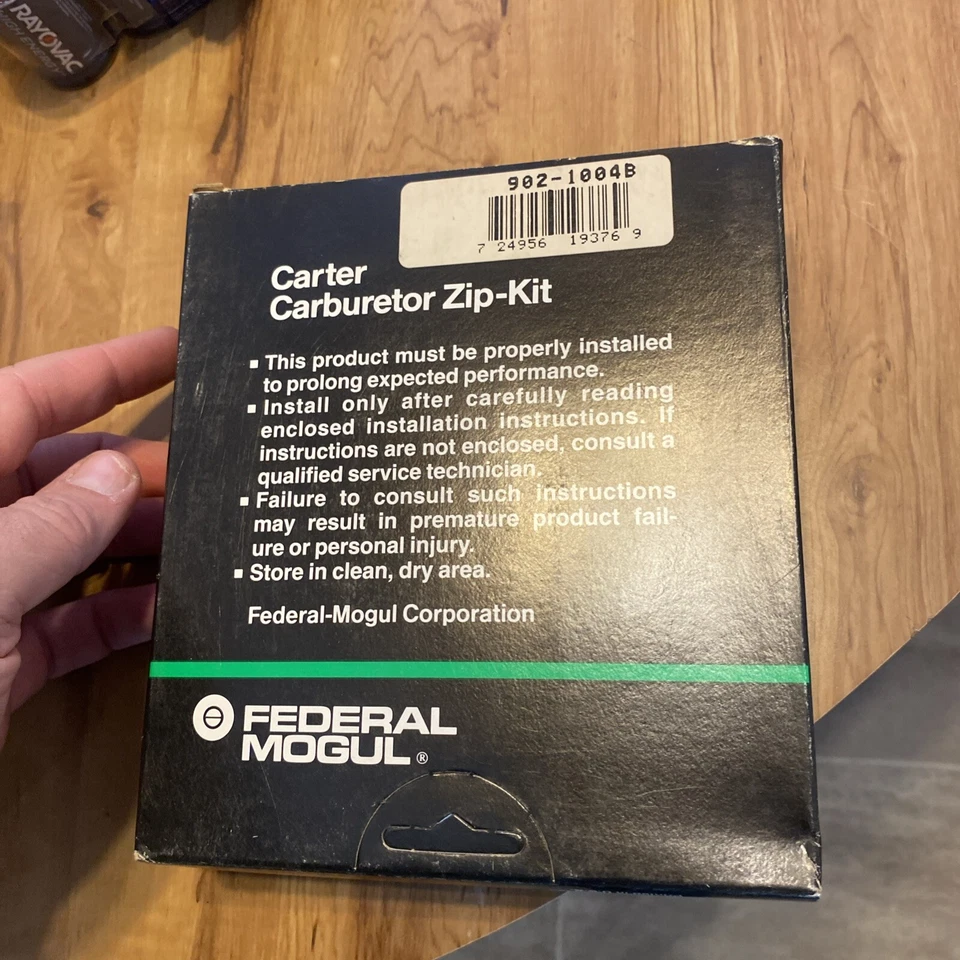 RAYOVAC
902-1004B
7 24956 19376 9
Carter
Carburetor Zip-Kit
▪ This product must be properly installed
to prolong expected performance.
▪ Install only after carefully reading
enclosed installation instructions. If
instructions are not enclosed, consult a
qualified service technician.
▪ Failure to consult such instructions
may result in premature product fail-
ure or personal injury.
▪ Store in clean, dry area.
Federal-Mogul Corporation
FEDERAL
MOGUL®